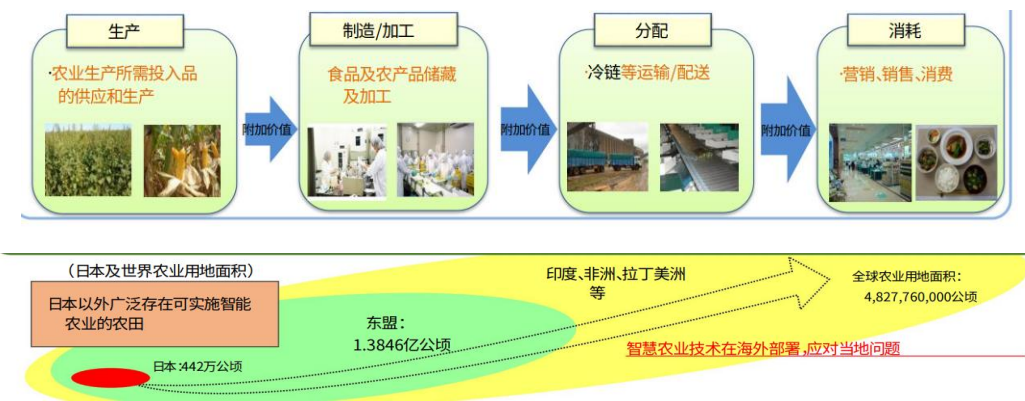 生产
制造/加工
分配
消耗
·农业生产所需投入品
的供应和生产
食品及农产品储藏
及加工
·冷链等运输/配送
·营销、销售、消费
附加价值
附加价值
附加价值
（日本及世界农业用地面积）
日本以外广泛存在可实施智能
农业的农田
日本:442万公顷
东盟：
1.3846亿公顷
印度、非洲、拉丁美洲
等
全球农业用地面积：
4,827,760,000公顷
智慧农业技术在海外部署,应对当地问题